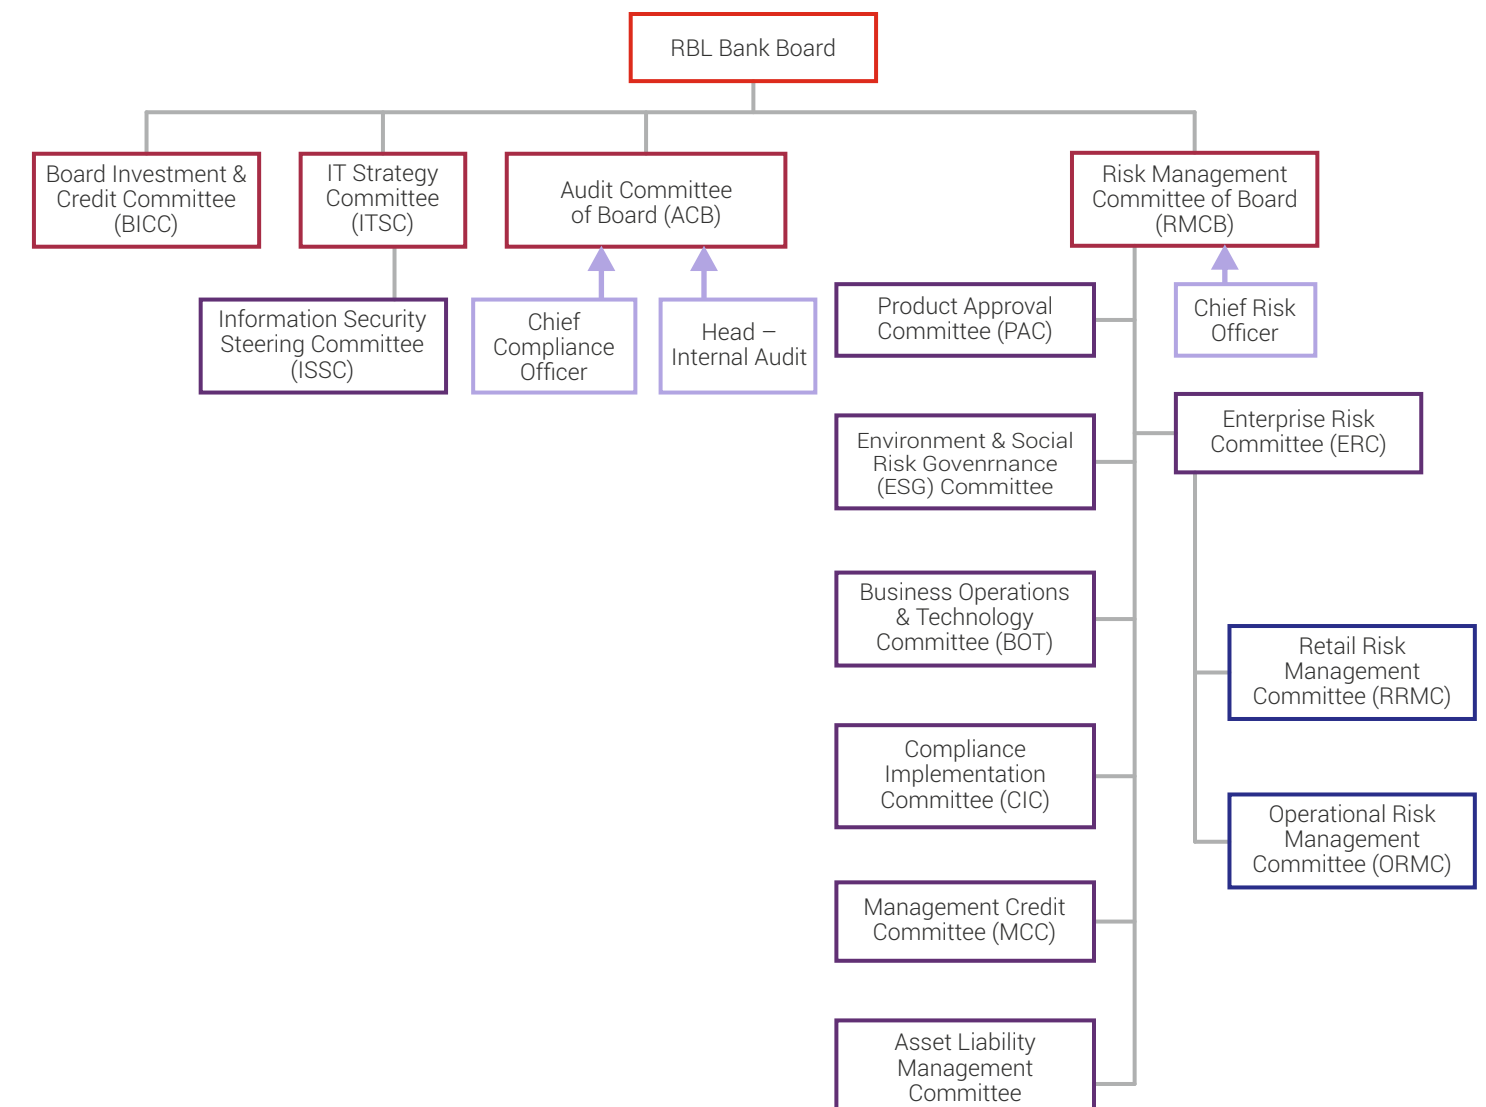 RBL Bank Board
Board Investment &
Credit Committee
(BICC)
IT Strategy
Committee
(ITSC)
Audit Committee
of Board (ACB)
Risk Management
Committee of Board
(RMCB)
Information Security
Steering Committee
(ISSC)
Chief
Compliance
Officer
Head –
Internal Audit
Product Approval
Committee (PAC)
Chief Risk
Officer
Enterprise Risk
Committee (ERC)
Environment & Social
Risk Govenrnance
(ESG) Committee
Business Operations
& Technology
Committee (BOT)
Retail Risk
Management
Committee (RRMC)
Compliance
Implementation
Committee (CIC)
Operational Risk
Management
Committee (ORMC)
Management Credit
Committee (MCC)
Asset Liability
Management
Committee